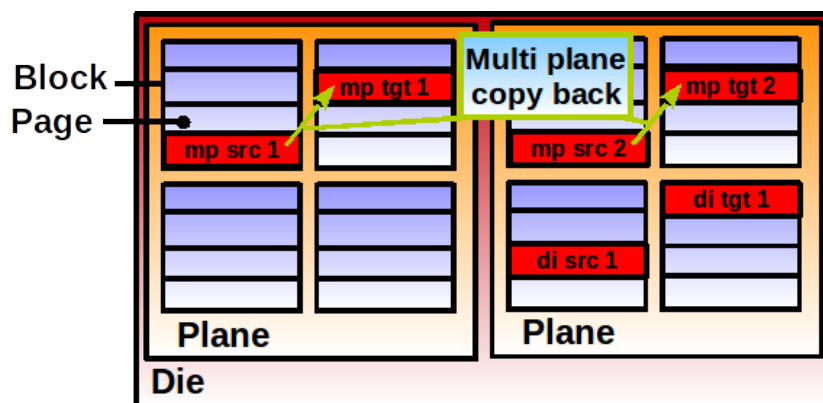 Block
Page
mp tgt 1
mp src 1
Multi plane
copy back
mp tgt 2
mp src 2
di tgt 1
di src 1
Plane
Plane
Die